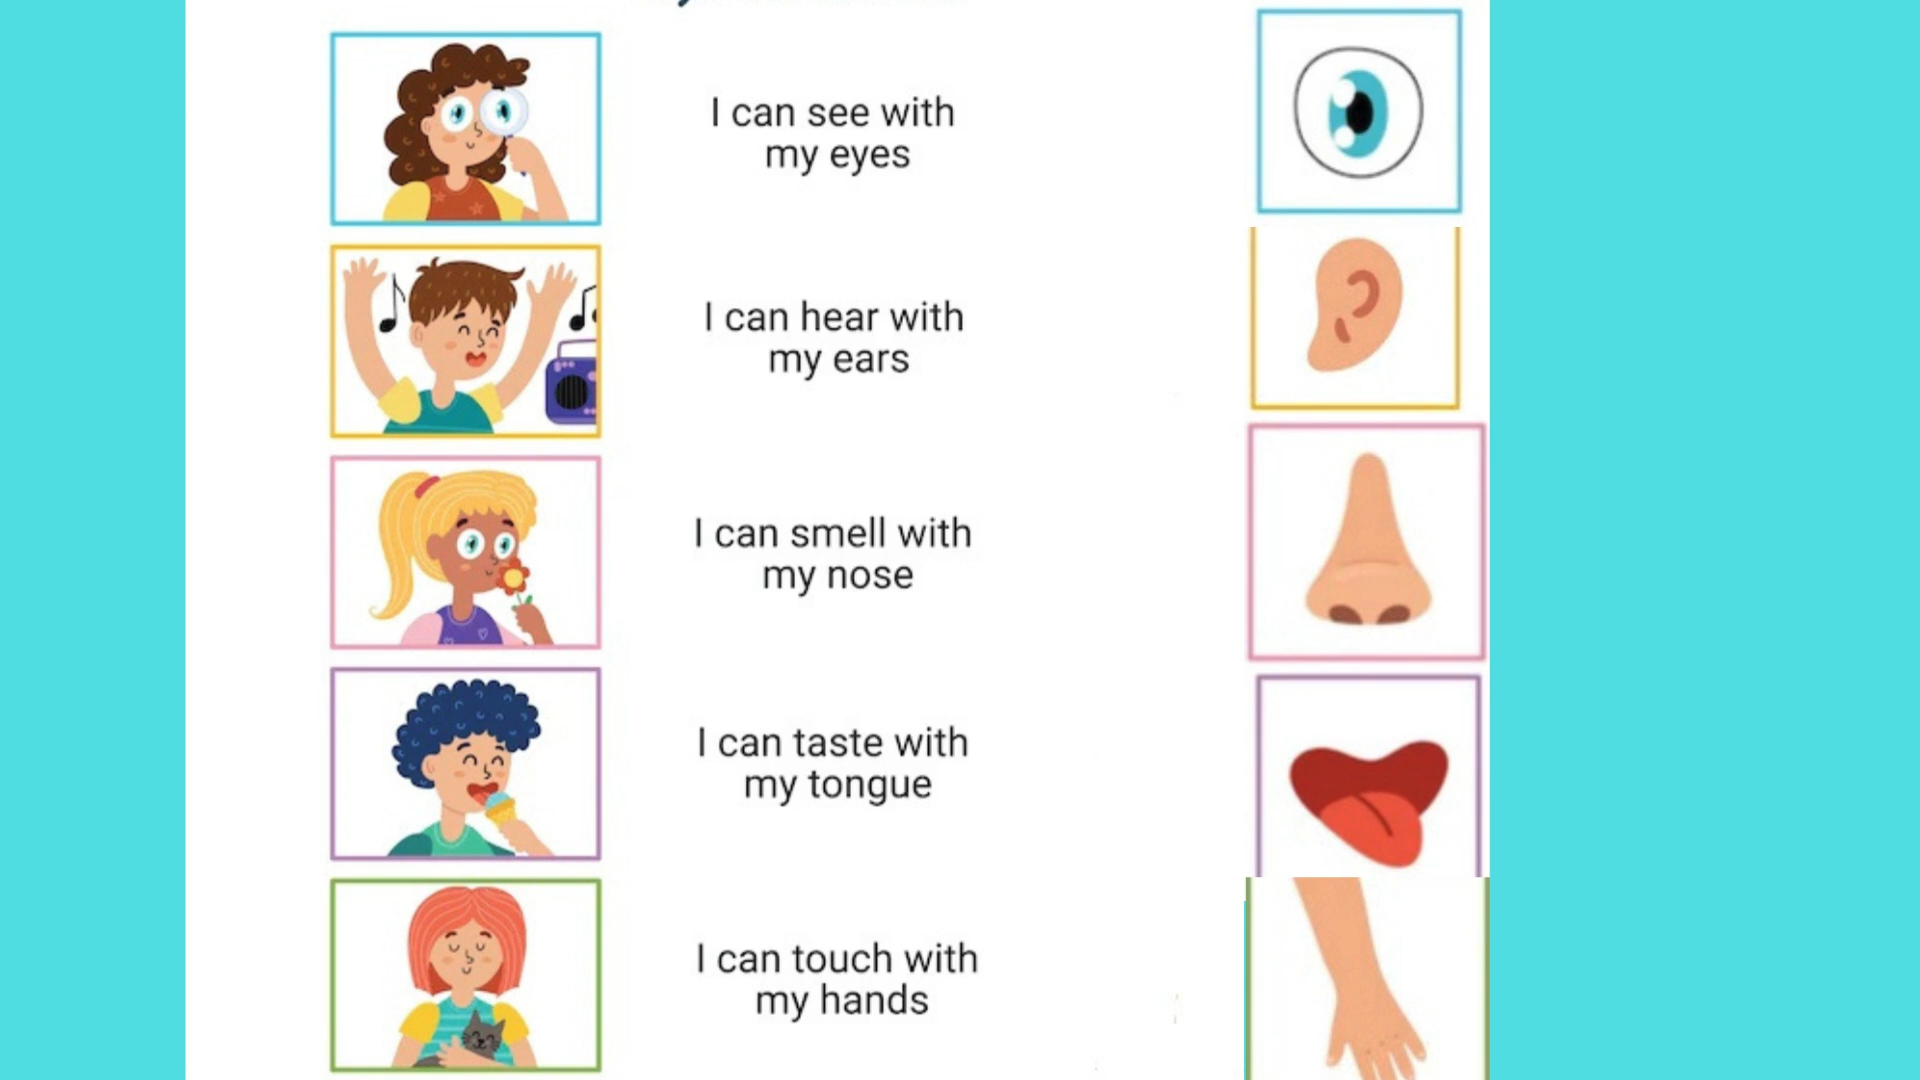 I can see with
my eyes
I can hear with
my ears
I can smell with
my nose
I can taste with
my tongue
I can touch with
my hands